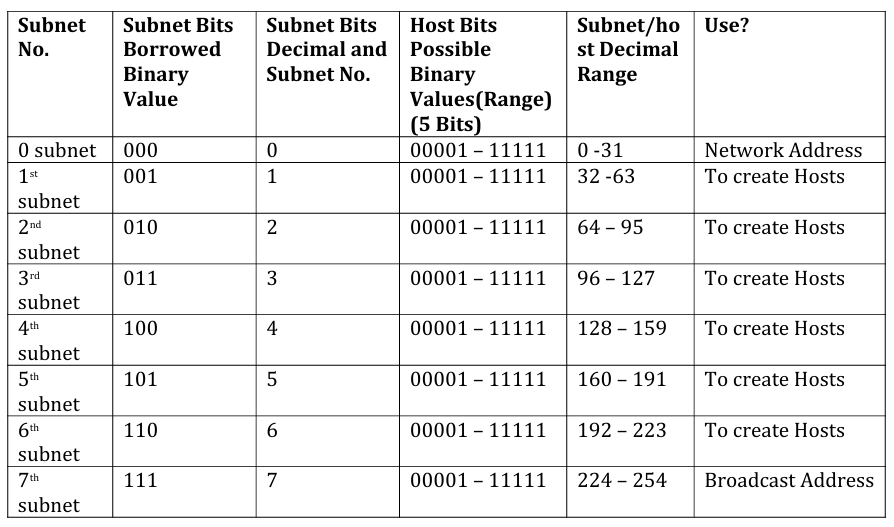 Subnet No. | Subnet Bits Borrowed Binary Value | Subnet Bits Decimal and Subnet No. | Host Bits Possible Binary Values(Range) (5 Bits) | Subnet/ho st Decimal Range | Use?
0 subnet | 000 | 0 | 00001 – 11111 | 0 -31 | Network Address
1st subnet | 001 | 1 | 00001 – 11111 | 32 -63 | To create Hosts
2nd subnet | 010 | 2 | 00001 – 11111 | 64 – 95 | To create Hosts
3rd subnet | 011 | 3 | 00001 – 11111 | 96 – 127 | To create Hosts
4th subnet | 100 | 4 | 00001 – 11111 | 128 – 159 | To create Hosts
5th subnet | 101 | 5 | 00001 – 11111 | 160 – 191 | To create Hosts
6th subnet | 110 | 6 | 00001 – 11111 | 192 – 223 | To create Hosts
7th subnet | 111 | 7 | 00001 – 11111 | 224 – 254 | Broadcast Address